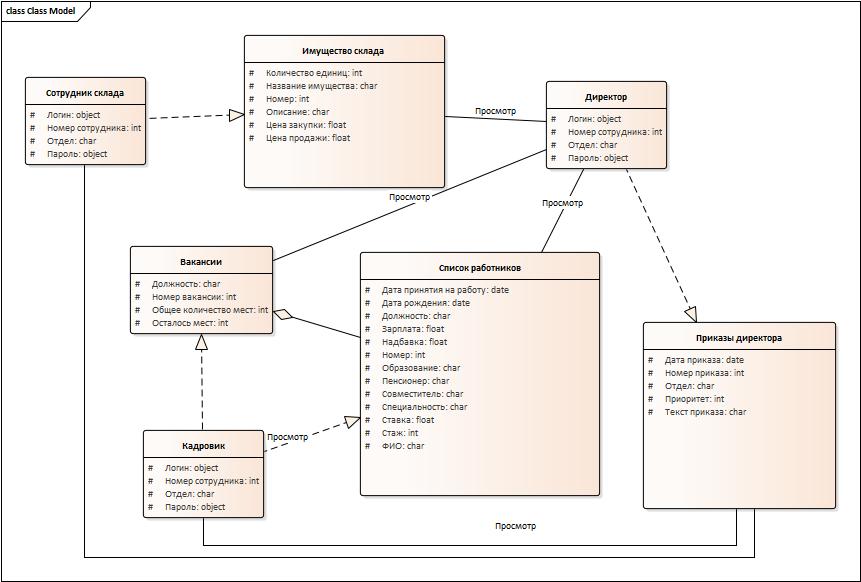 class Class Model
Имущество склада
# Количество единиц: int
# Название имущества: char
# Номер: int
# Описание: char
# Цена закупки: float
# Цена продажи: float
Сотрудник склада
# Логин: object
# Номер сотрудника: int
# Отдел: char
# Пароль: object
Директор
# Логин: object
# Номер сотрудника: int
# Отдел: char
# Пароль: object
Просмотр
Просмотр
Просмотр
Вакансии
# Должность: char
# Номер вакансии: int
# Общее количество мест: int
# Осталось мест: int
Список работников
# Дата принятия на работу: date
# Дата рождения: date
# Должность: char
# Зарплата: float
# Надбавка: float
# Номер: int
# Образование: char
# Пенсионер: char
# Совместитель: char
# Специальность: char
# Ставка: float
# Стаж: int
# ФИО: char
Приказы директора
# Дата приказа: date
# Номер приказа: int
# Отдел: char
# Приоритет: int
# Текст приказа: char
Кадровик
# Логин: object
# Номер сотрудника: int
# Отдел: char
# Пароль: object
Просмотр
Просмотр